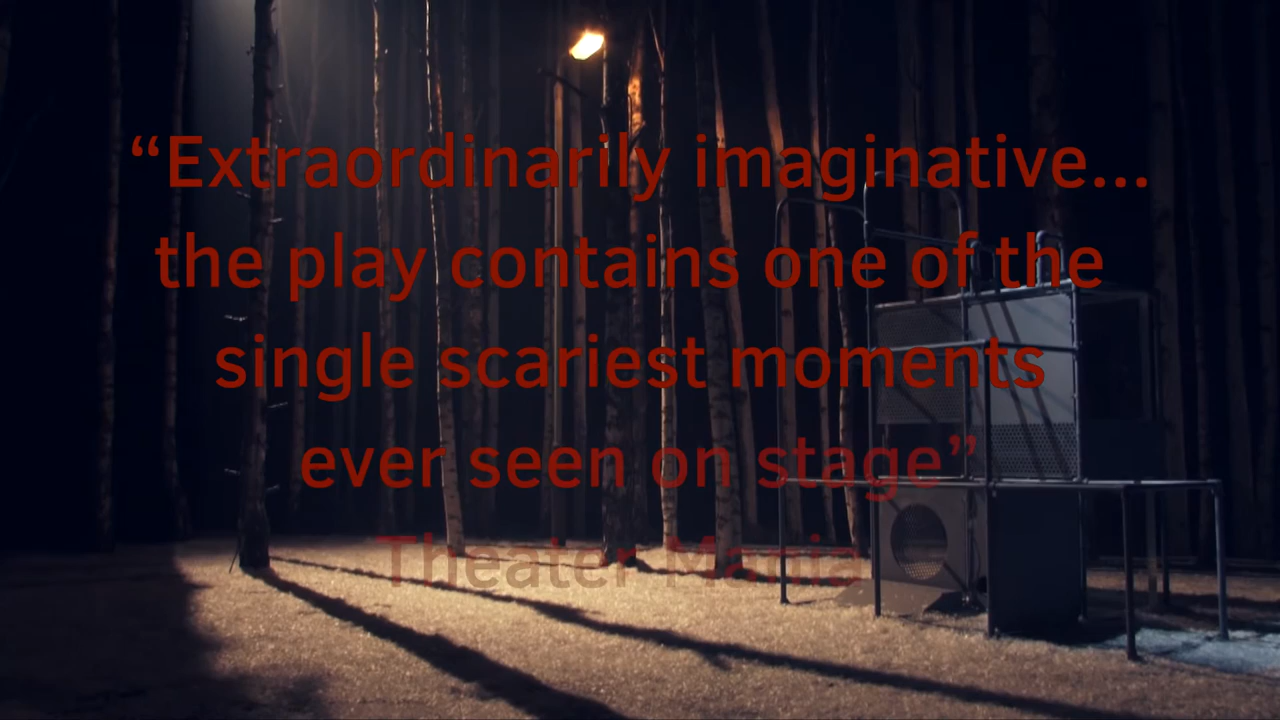 “Extraordinarily imaginative...
the play contains one of the
single scariest moments
ever seen on stage”
Theater Mania